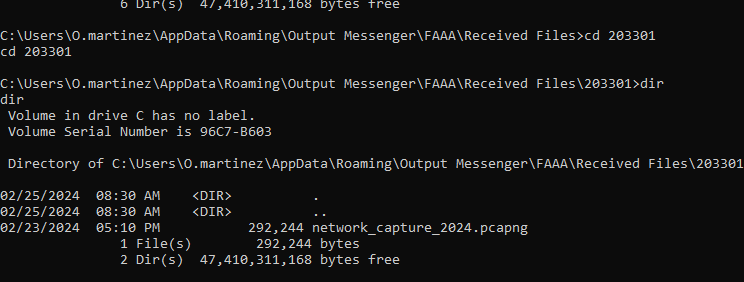 6 Dir(s)  47,410,311,168 bytes free
C:\Users\O.martinez\AppData\Roaming\Output Messenger\FAAA\Received Files>cd 203301
cd 203301
C:\Users\O.martinez\AppData\Roaming\Output Messenger\FAAA\Received Files\203301>dir
dir
 Volume in drive C has no label.
 Volume Serial Number is 96C7-B603
 Directory of C:\Users\O.martinez\AppData\Roaming\Output Messenger\FAAA\Received Files\203301
02/25/2024  08:30 AM    <DIR>          .
02/25/2024  08:30 AM    <DIR>          ..
02/23/2024  05:10 PM           292,244 network_capture_2024.pcapng
               1 File(s)        292,244 bytes
               2 Dir(s)  47,410,311,168 bytes free